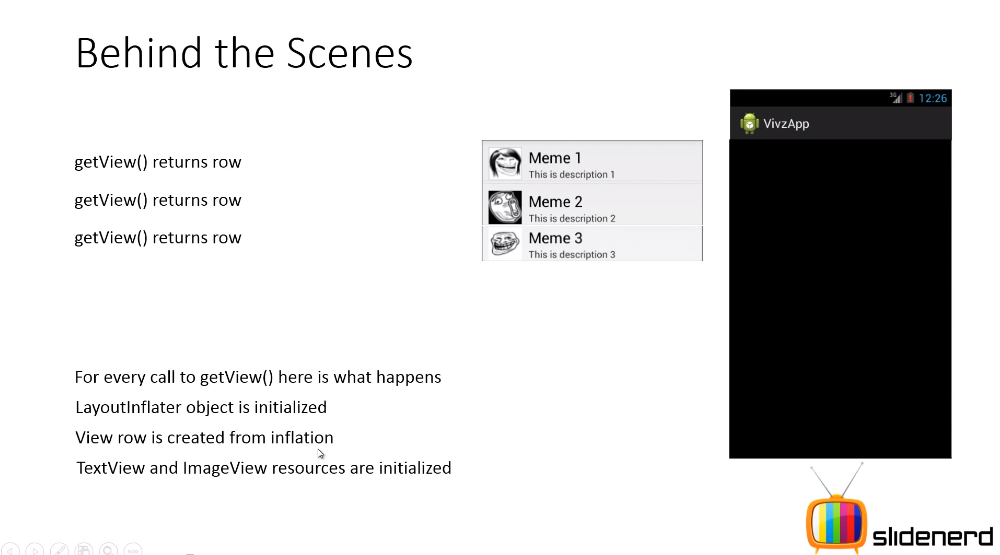 Behind the Scenes
getView() returns row
getView() returns row
getView() returns row
Meme 1
This is description 1
Meme 2
This is description 2
Meme 3
This is description 3
3G 12:26
VivzApp
For every call to getView() here is what happens
LayoutInflater object is initialized
View row is created from inflation
TextView and ImageView resources are initialized
slidenerd